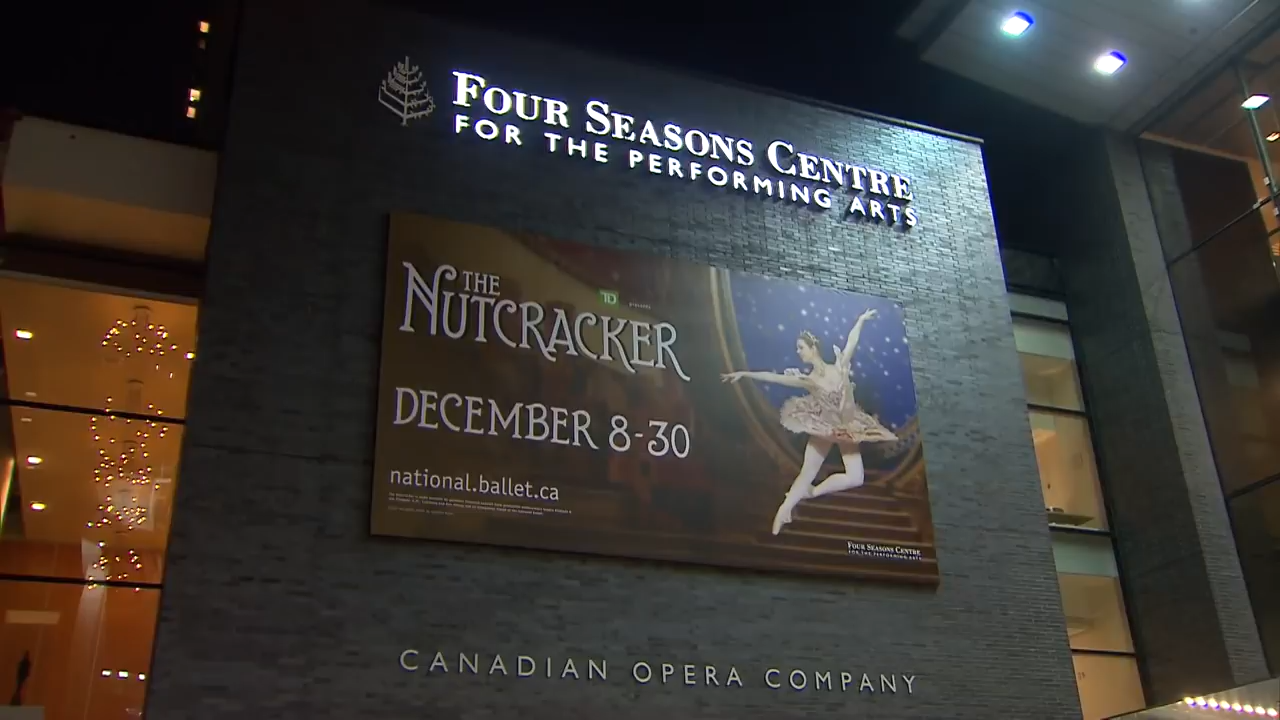 FOUR SEASONS CENTRE
FOR THE PERFORMING ARTS
TD
presents
THE
NUTCRACKER
DECEMBER 8-30
national.ballet.ca
FOUR SEASONS CENTRE
FOR THE PERFORMING ARTS
CANADIAN OPERA COMPANY